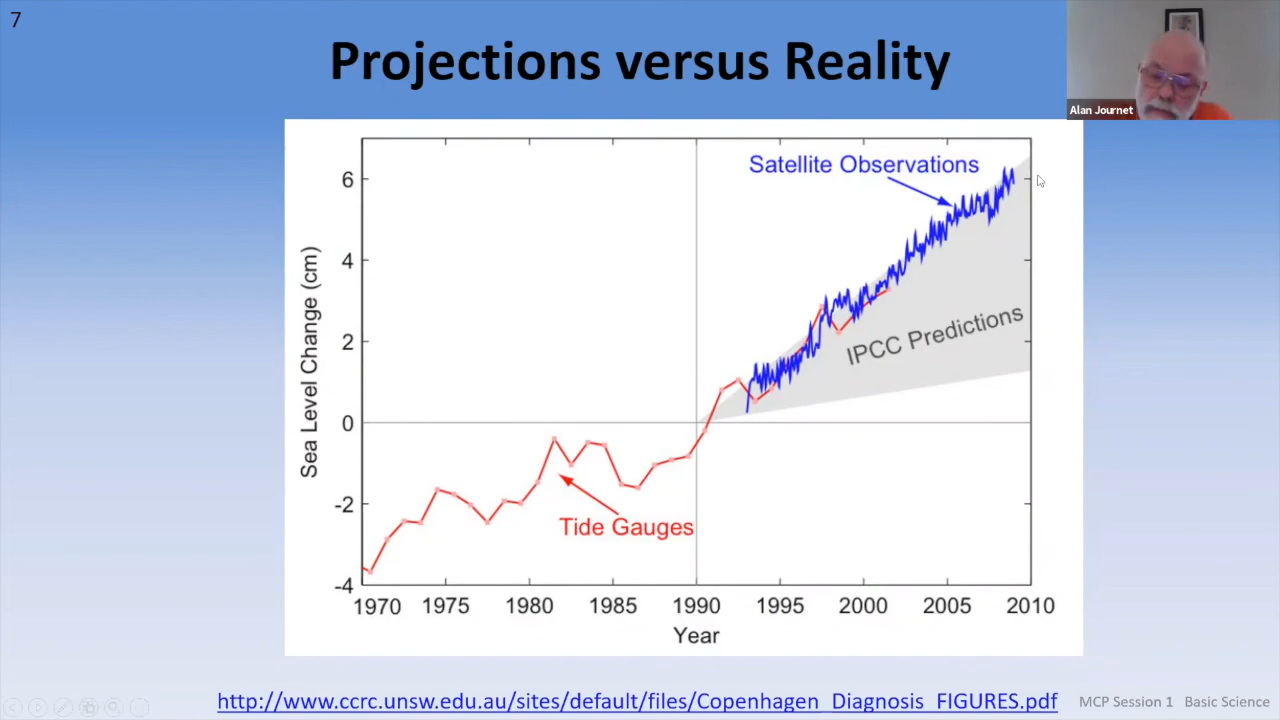 7
Projections versus Reality
Alan Journet
Satellite Observations
6
4
2
0
-2
-4
Sea Level Change (cm)
IPCC Predictions
Tide Gauges
1970 1975 1980 1985 1990 1995 2000 2005 2010
Year
http://www.ccrc.unsw.edu.au/sites/default/files/Copenhagen_Diagnosis_FIGURES.pdf
MCP Session 1 Basic Science